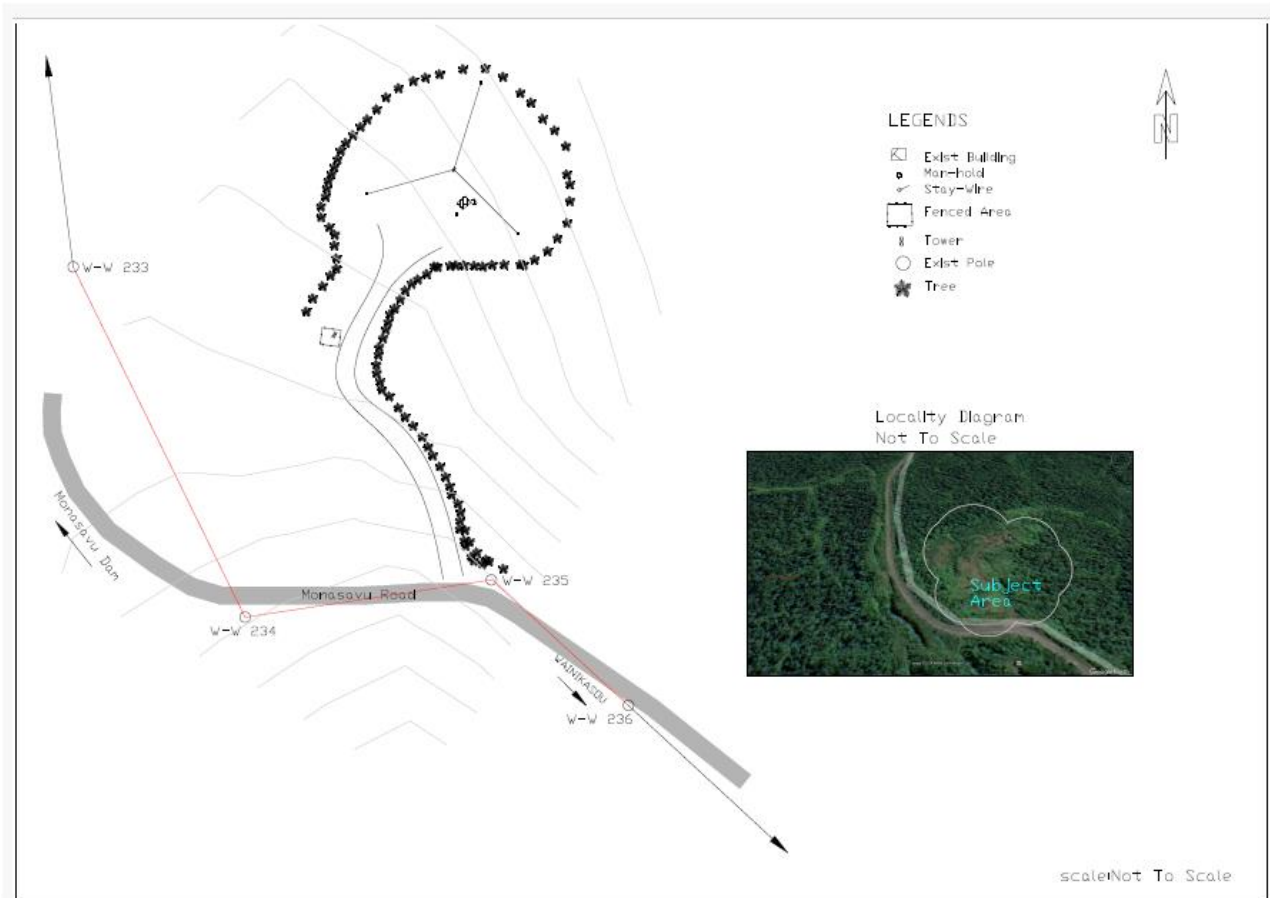 LEGENDS
Exist Building
Man-hold
Stay-Wire
Fenced Area
Tower
Exist Pole
Tree
N
W-W 233
Locality Diagram
Not To Scale
Subject
Area
Monasavu Dam
Monasavu Road
W-W 235
W-W 234
WAINIKASOU
W-W 236
scale:Not To Scale